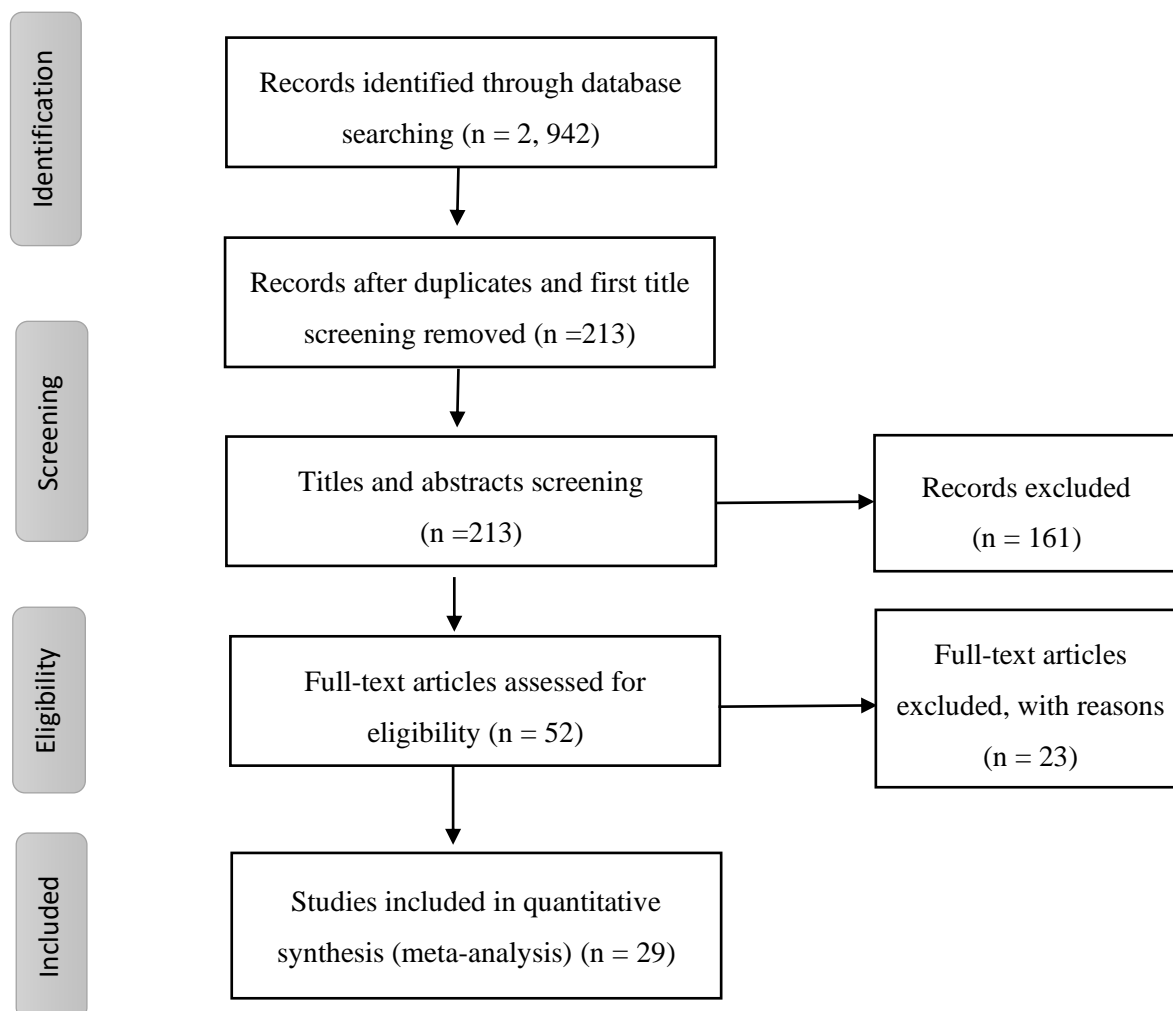 Identification
Records identified through database
searching (n = 2, 942)
Records after duplicates and first title
screening removed (n =213)
Screening
Titles and abstracts screening
(n =213)
Records excluded
(n = 161)
Eligibility
Full-text articles assessed for
eligibility (n = 52)
Full-text articles
excluded, with reasons
(n = 23)
Included
Studies included in quantitative
synthesis (meta-analysis) (n = 29)